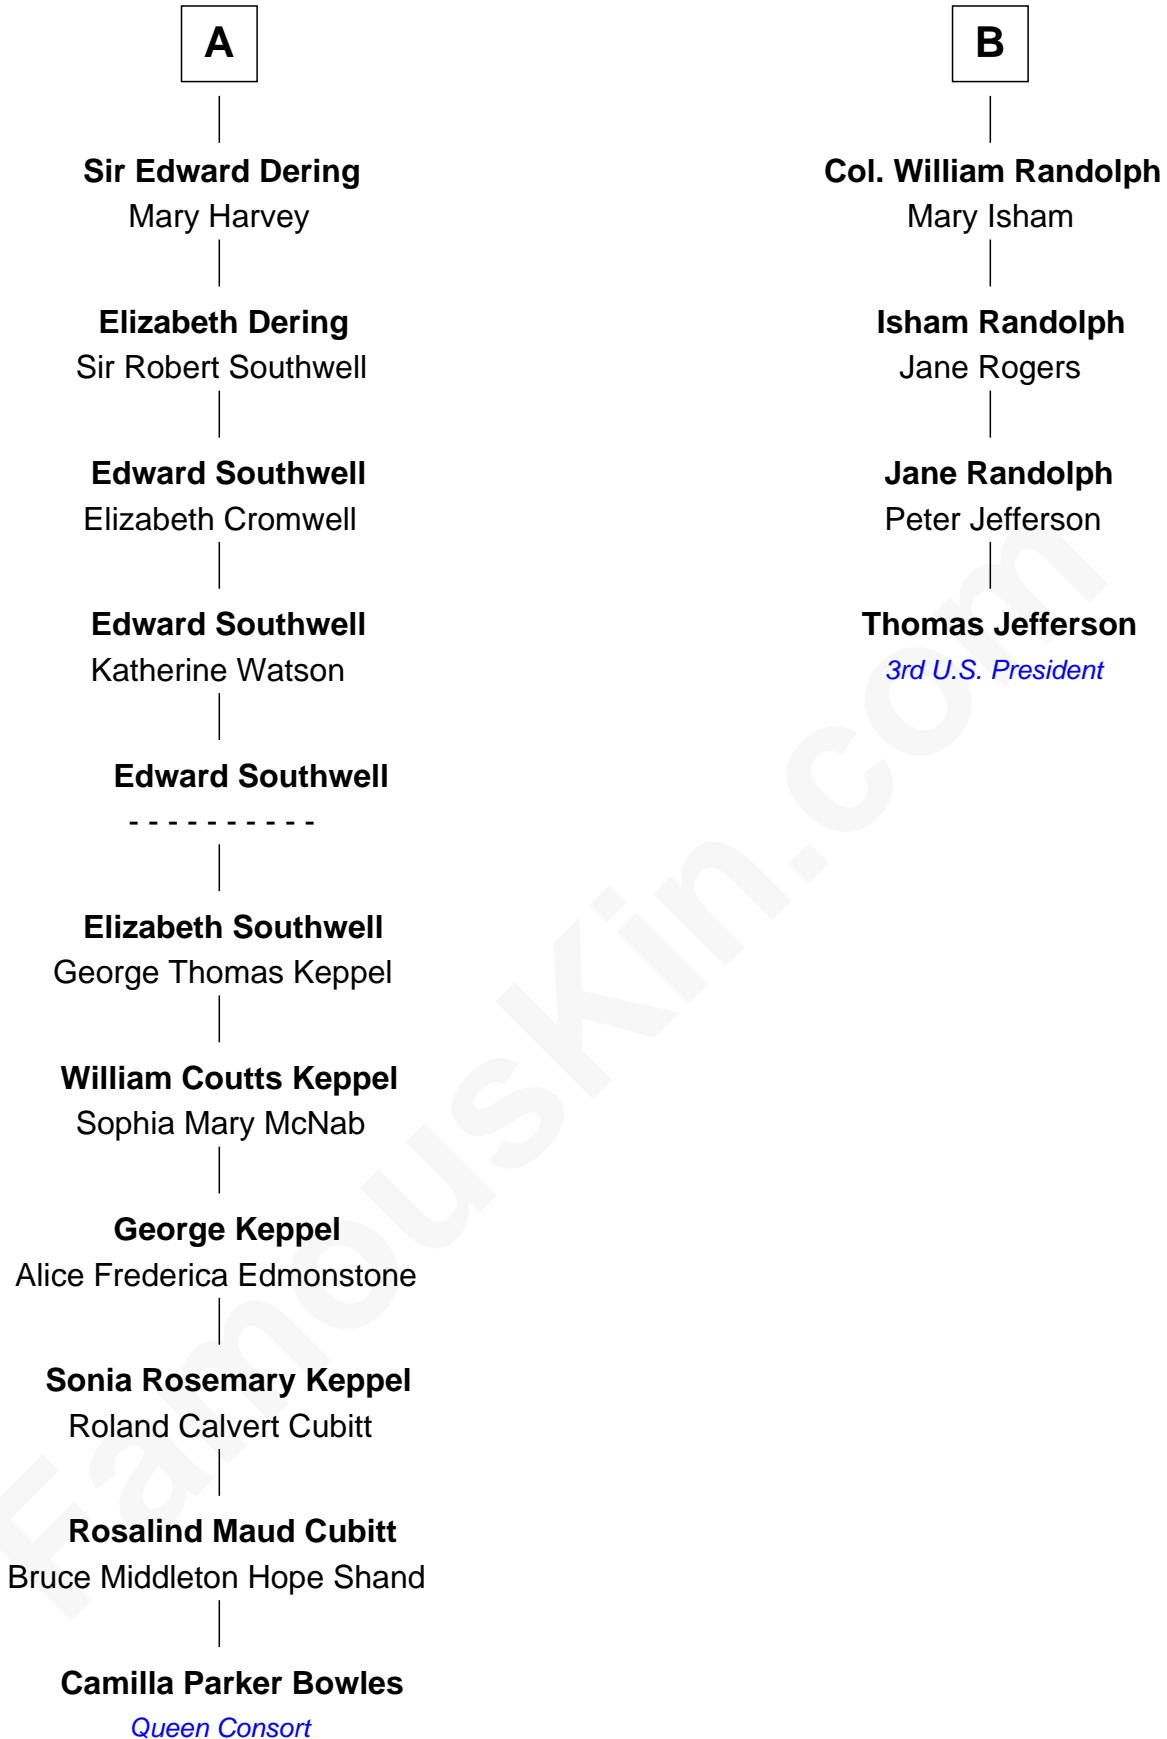 A
Sir Edward Dering
Mary Harvey
Elizabeth Dering
Sir Robert Southwell
Edward Southwell
Elizabeth Cromwell
Edward Southwell
Katherine Watson
Edward Southwell
- - - - - - - - - -
Elizabeth Southwell
George Thomas Keppel
William Coutts Keppel
Sophia Mary McNab
George Keppel
Alice Frederica Edmonstone
Sonia Rosemary Keppel
Roland Calvert Cubitt
Rosalind Maud Cubitt
Bruce Middleton Hope Shand
Camilla Parker Bowles
Queen Consort
B
Col. William Randolph
Mary Isham
Isham Randolph
Jane Rogers
Jane Randolph
Peter Jefferson
Thomas Jefferson
3rd U.S. President
FamousKin.com